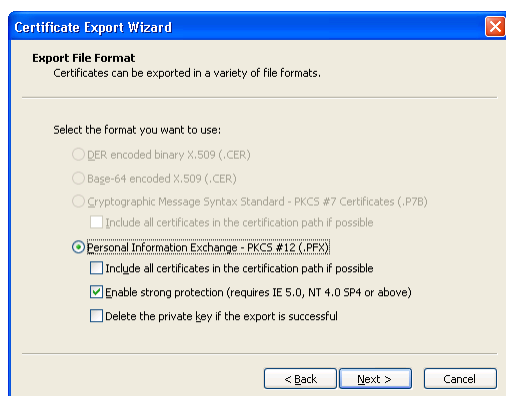 Certificate Export Wizard
Export File Format
Certificates can be exported in a variety of file formats.
Select the format you want to use:
DER encoded binary X.509 (.CER)
Base-64 encoded X.509 (.CER)
Cryptographic Message Syntax Standard - PKCS #7 Certificates (.P7B)
Include all certificates in the certification path if possible
Personal Information Exchange - PKCS #12 (.PFX)
Include all certificates in the certification path if possible
Enable strong protection (requires IE 5.0, NT 4.0 SP4 or above)
Delete the private key if the export is successful
< Back Next > Cancel